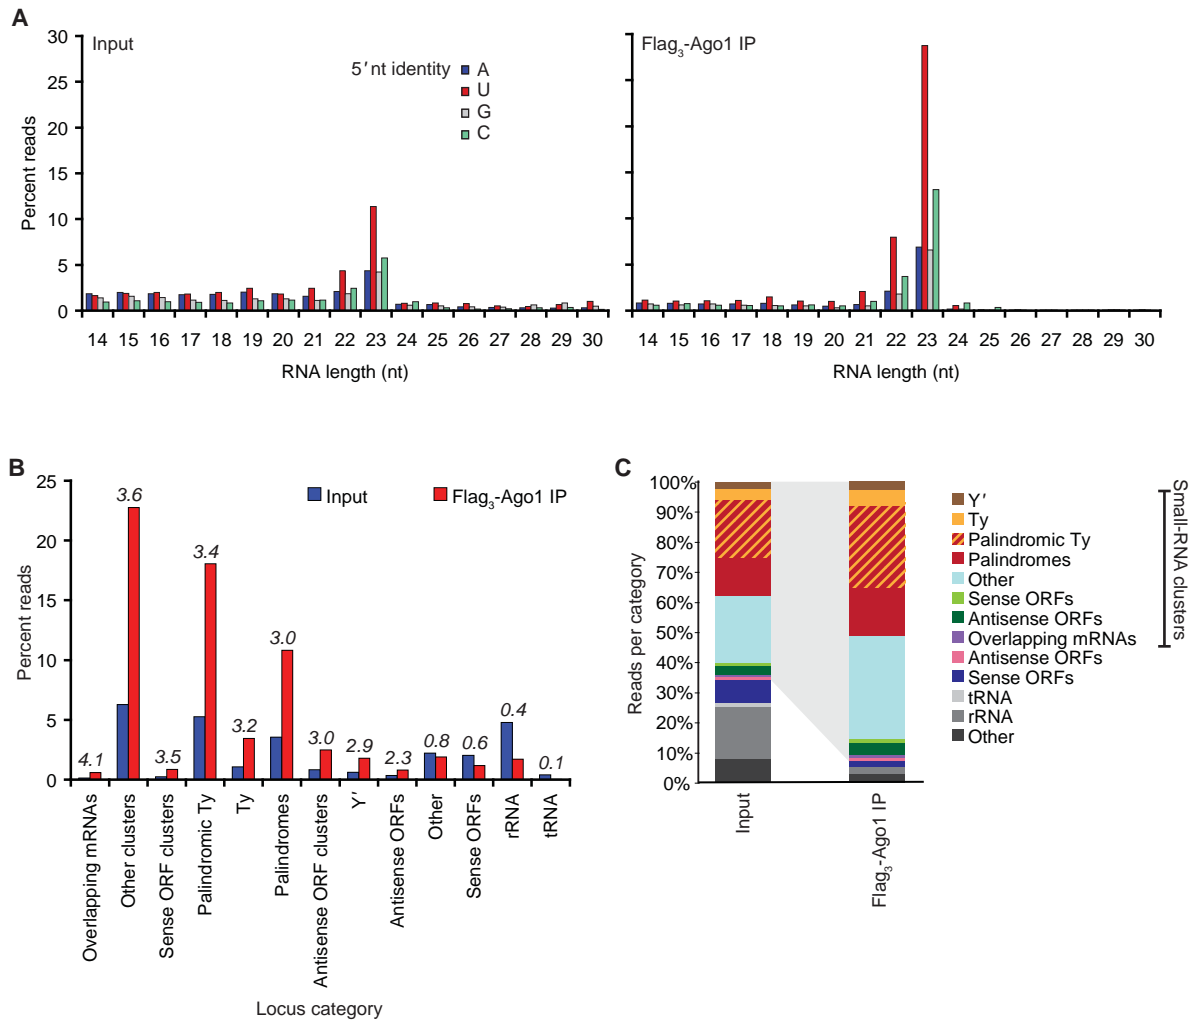 A
Input
5′ nt identity
A
U
G
C
Percent reads
30
25
20
15
10
5
0
14 15 16 17 18 19 20 21 22 23 24 25 26 27 28 29 30
RNA length (nt)
Flag3-Ago1 IP
14 15 16 17 18 19 20 21 22 23 24 25 26 27 28 29 30
RNA length (nt)
B
Input
Flag3-Ago1 IP
Percent reads
25
20
15
10
5
0
4.1
3.6
3.5
3.4
3.2
3.0
3.0
2.9
2.3
0.8
0.6
0.4
0.1
Overlapping mRNAs
Other clusters
Sense ORF clusters
Palindromic Ty
Ty
Palindromes
Antisense ORF clusters
Y′
Antisense ORFs
Other
Sense ORFs
rRNA
tRNA
Locus category
C
Reads per category
100%
90%
80%
70%
60%
50%
40%
30%
20%
10%
0%
Input
Flag3-Ago1 IP
Y′
Ty
Palindromic Ty
Palindromes
Other
Sense ORFs
Antisense ORFs
Overlapping mRNAs
Antisense ORFs
Sense ORFs
tRNA
rRNA
Other
Small-RNA clusters